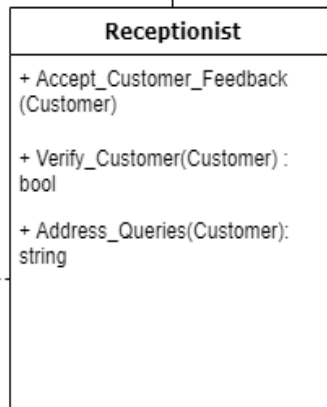 Receptionist
+ Accept_Customer_Feedback
(Customer)
+ Verify_Customer(Customer) :
bool
+ Address_Queries(Customer):
string